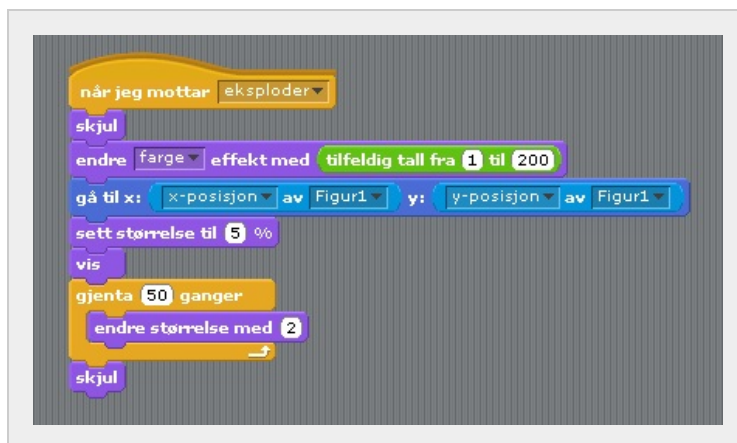 når jeg mottar eksploder
skjul
endre farge effekt med tilfeldig tall fra 1 til 200
gå til x: x-posisjon av Figur1 y: y-posisjon av Figur1
sett størrelse til 5 %
vis
gjenta 50 ganger
endre størrelse med 2
skjul